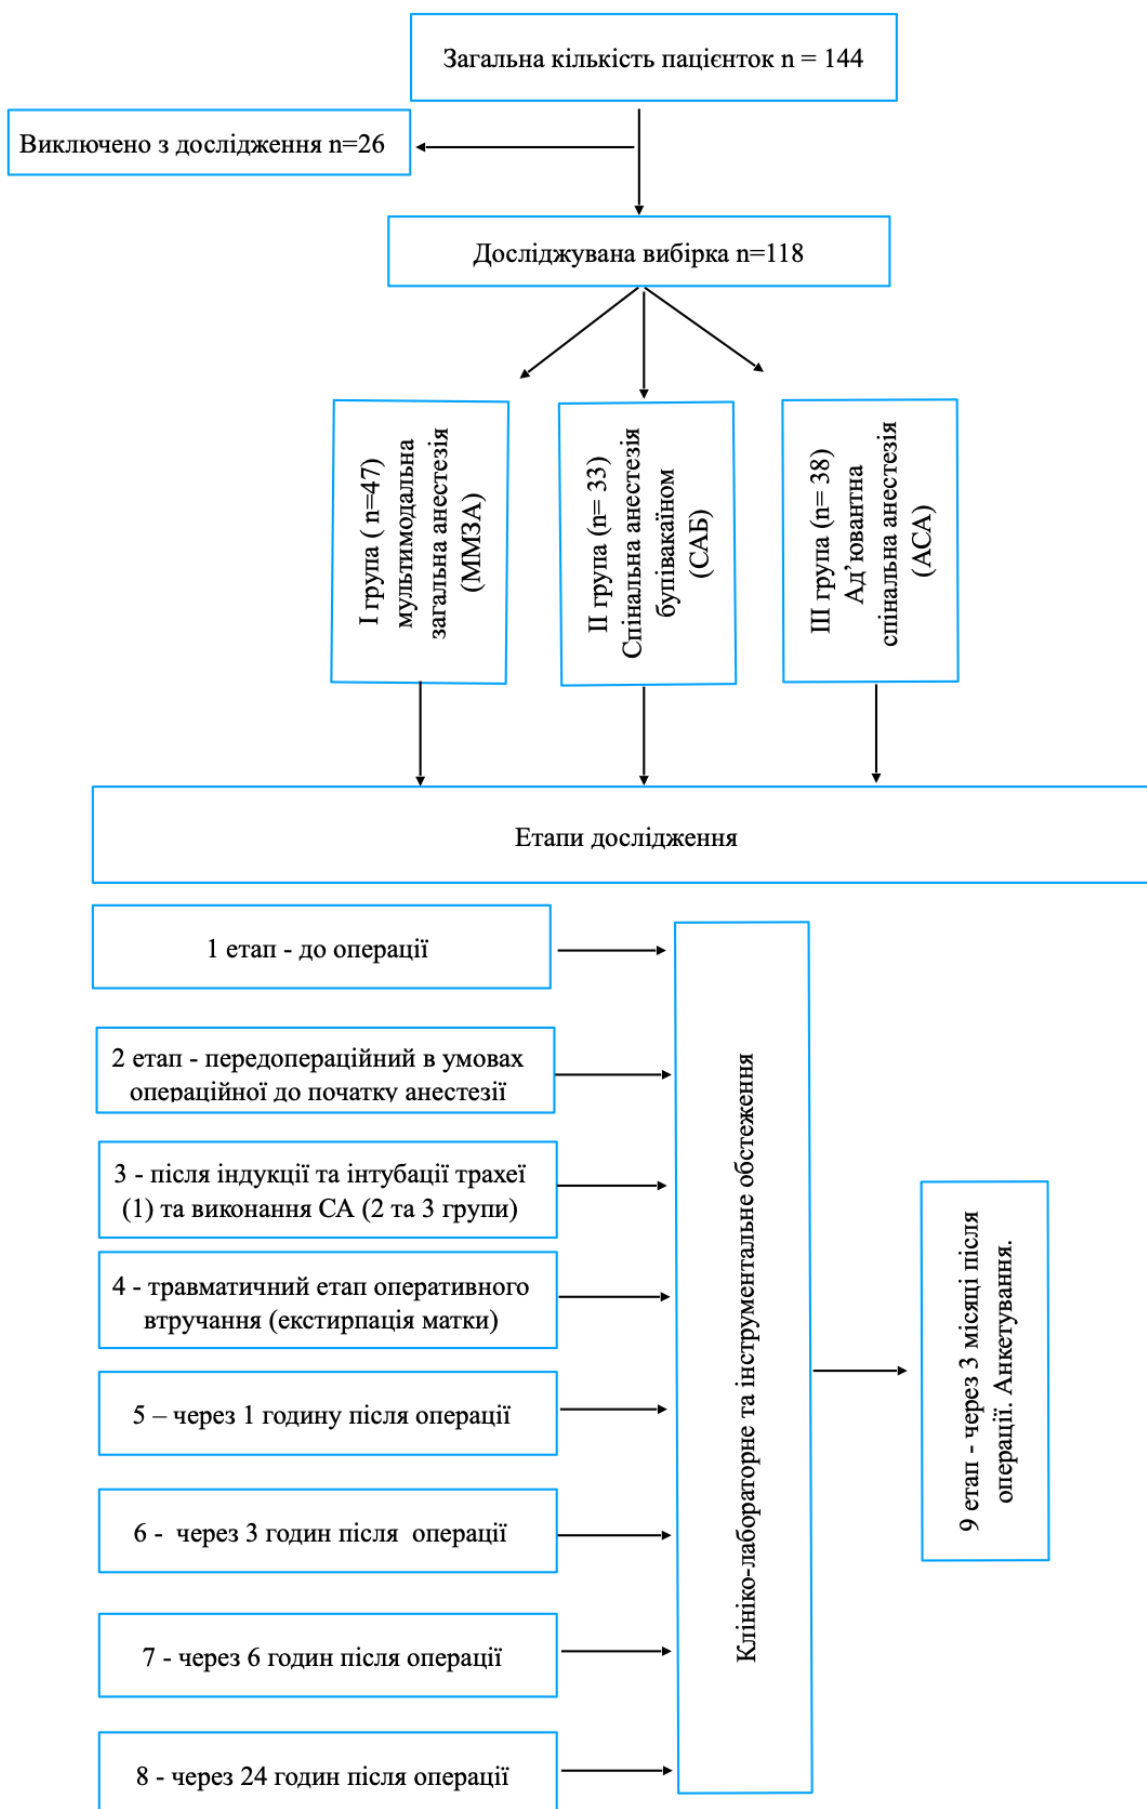 Загальна кількість пацієнток n = 144
Виключено з дослідження n=26
Досліджувана вибірка n=118
І група ( n=47)
мультимодальна
загальна анестезія
(ММЗА)
ІІ група (n= 33)
Спінальна анестезія
бупівакаїном
(САБ)
ІІІ група (n= 38)
Ад’ювантна
спінальна анестезія
(АСА)
Етапи дослідження
1 етап - до операції
2 етап - передопераційний в умовах
операційної до початку анестезії
3 - після індукції та інтубації трахеї
(1) та виконання СА (2 та 3 групи)
4 - травматичний етап оперативного
втручання (екстирпація матки)
5 – через 1 годину після операції
6 -  через 3 годин після  операції
7 - через 6 годин після операції
8 - через 24 годин після операції
Клініко-лабораторне та інструментальне обстеження
9 етап - через 3 місяці після
операції. Анкетування.